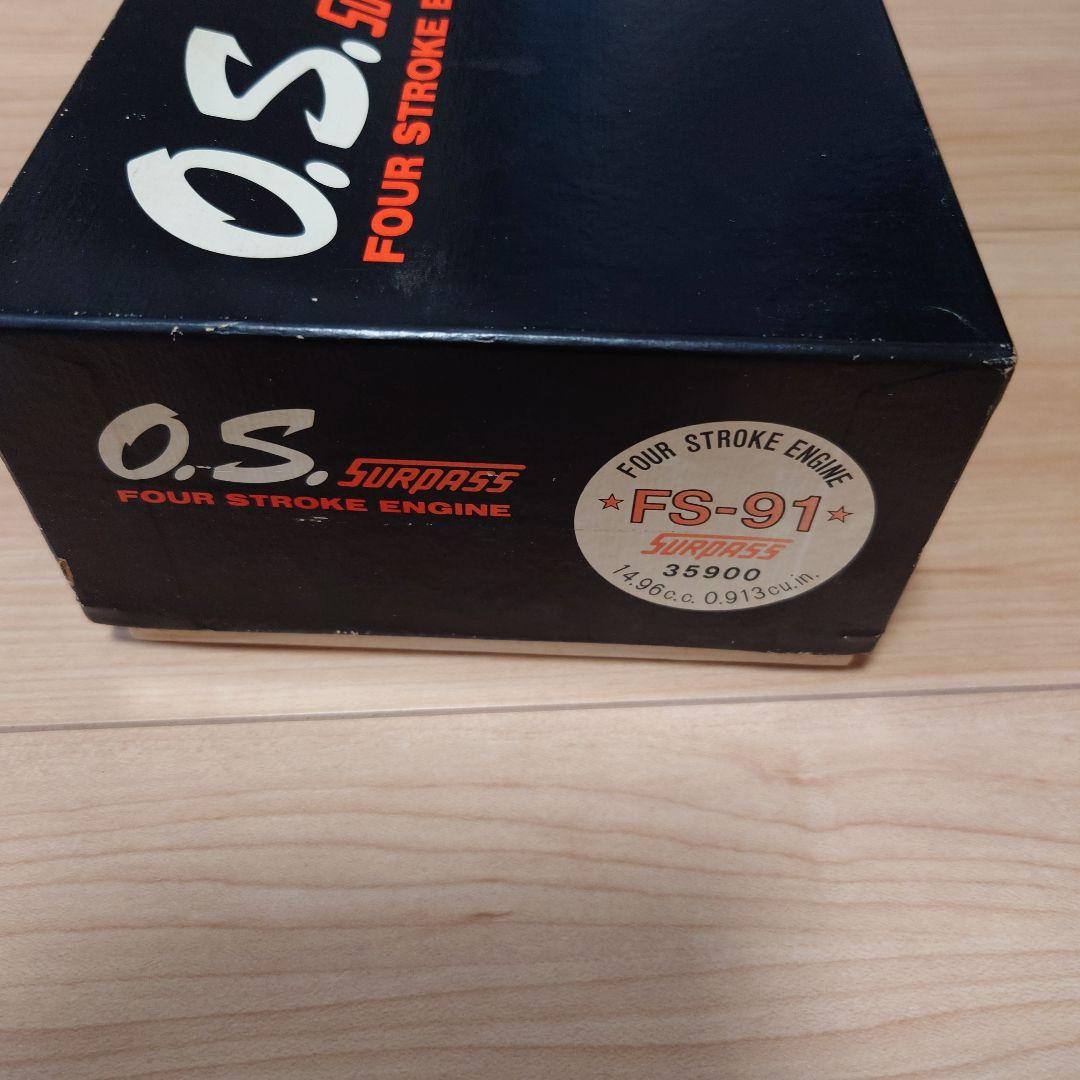 O.S.
FOUR STROKE
O.S. SURPASS
FOUR STROKE ENGINE
FOUR STROKE ENGINE
★FS-91★
SURPASS
35900
14.96c.c. 0.913cu.in.